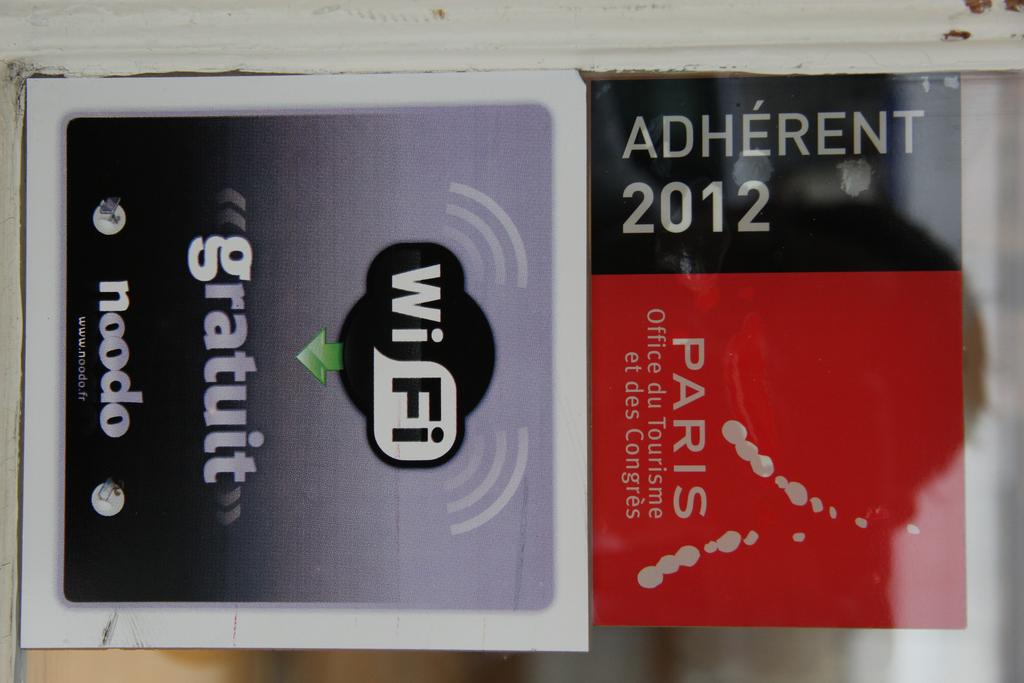 WiFi
«gratuit»
noodo
www.noodo.fr
ADHÉRENT
2012
PARIS
Office du Tourisme
et des Congrès